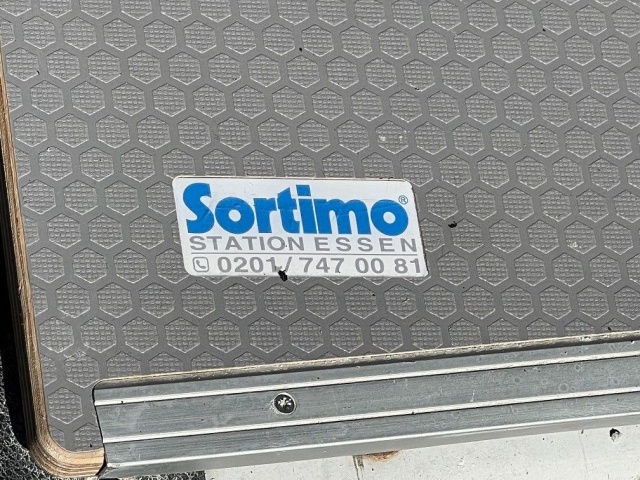 Sortimo®
STATION ESSEN
0201/747 00 81